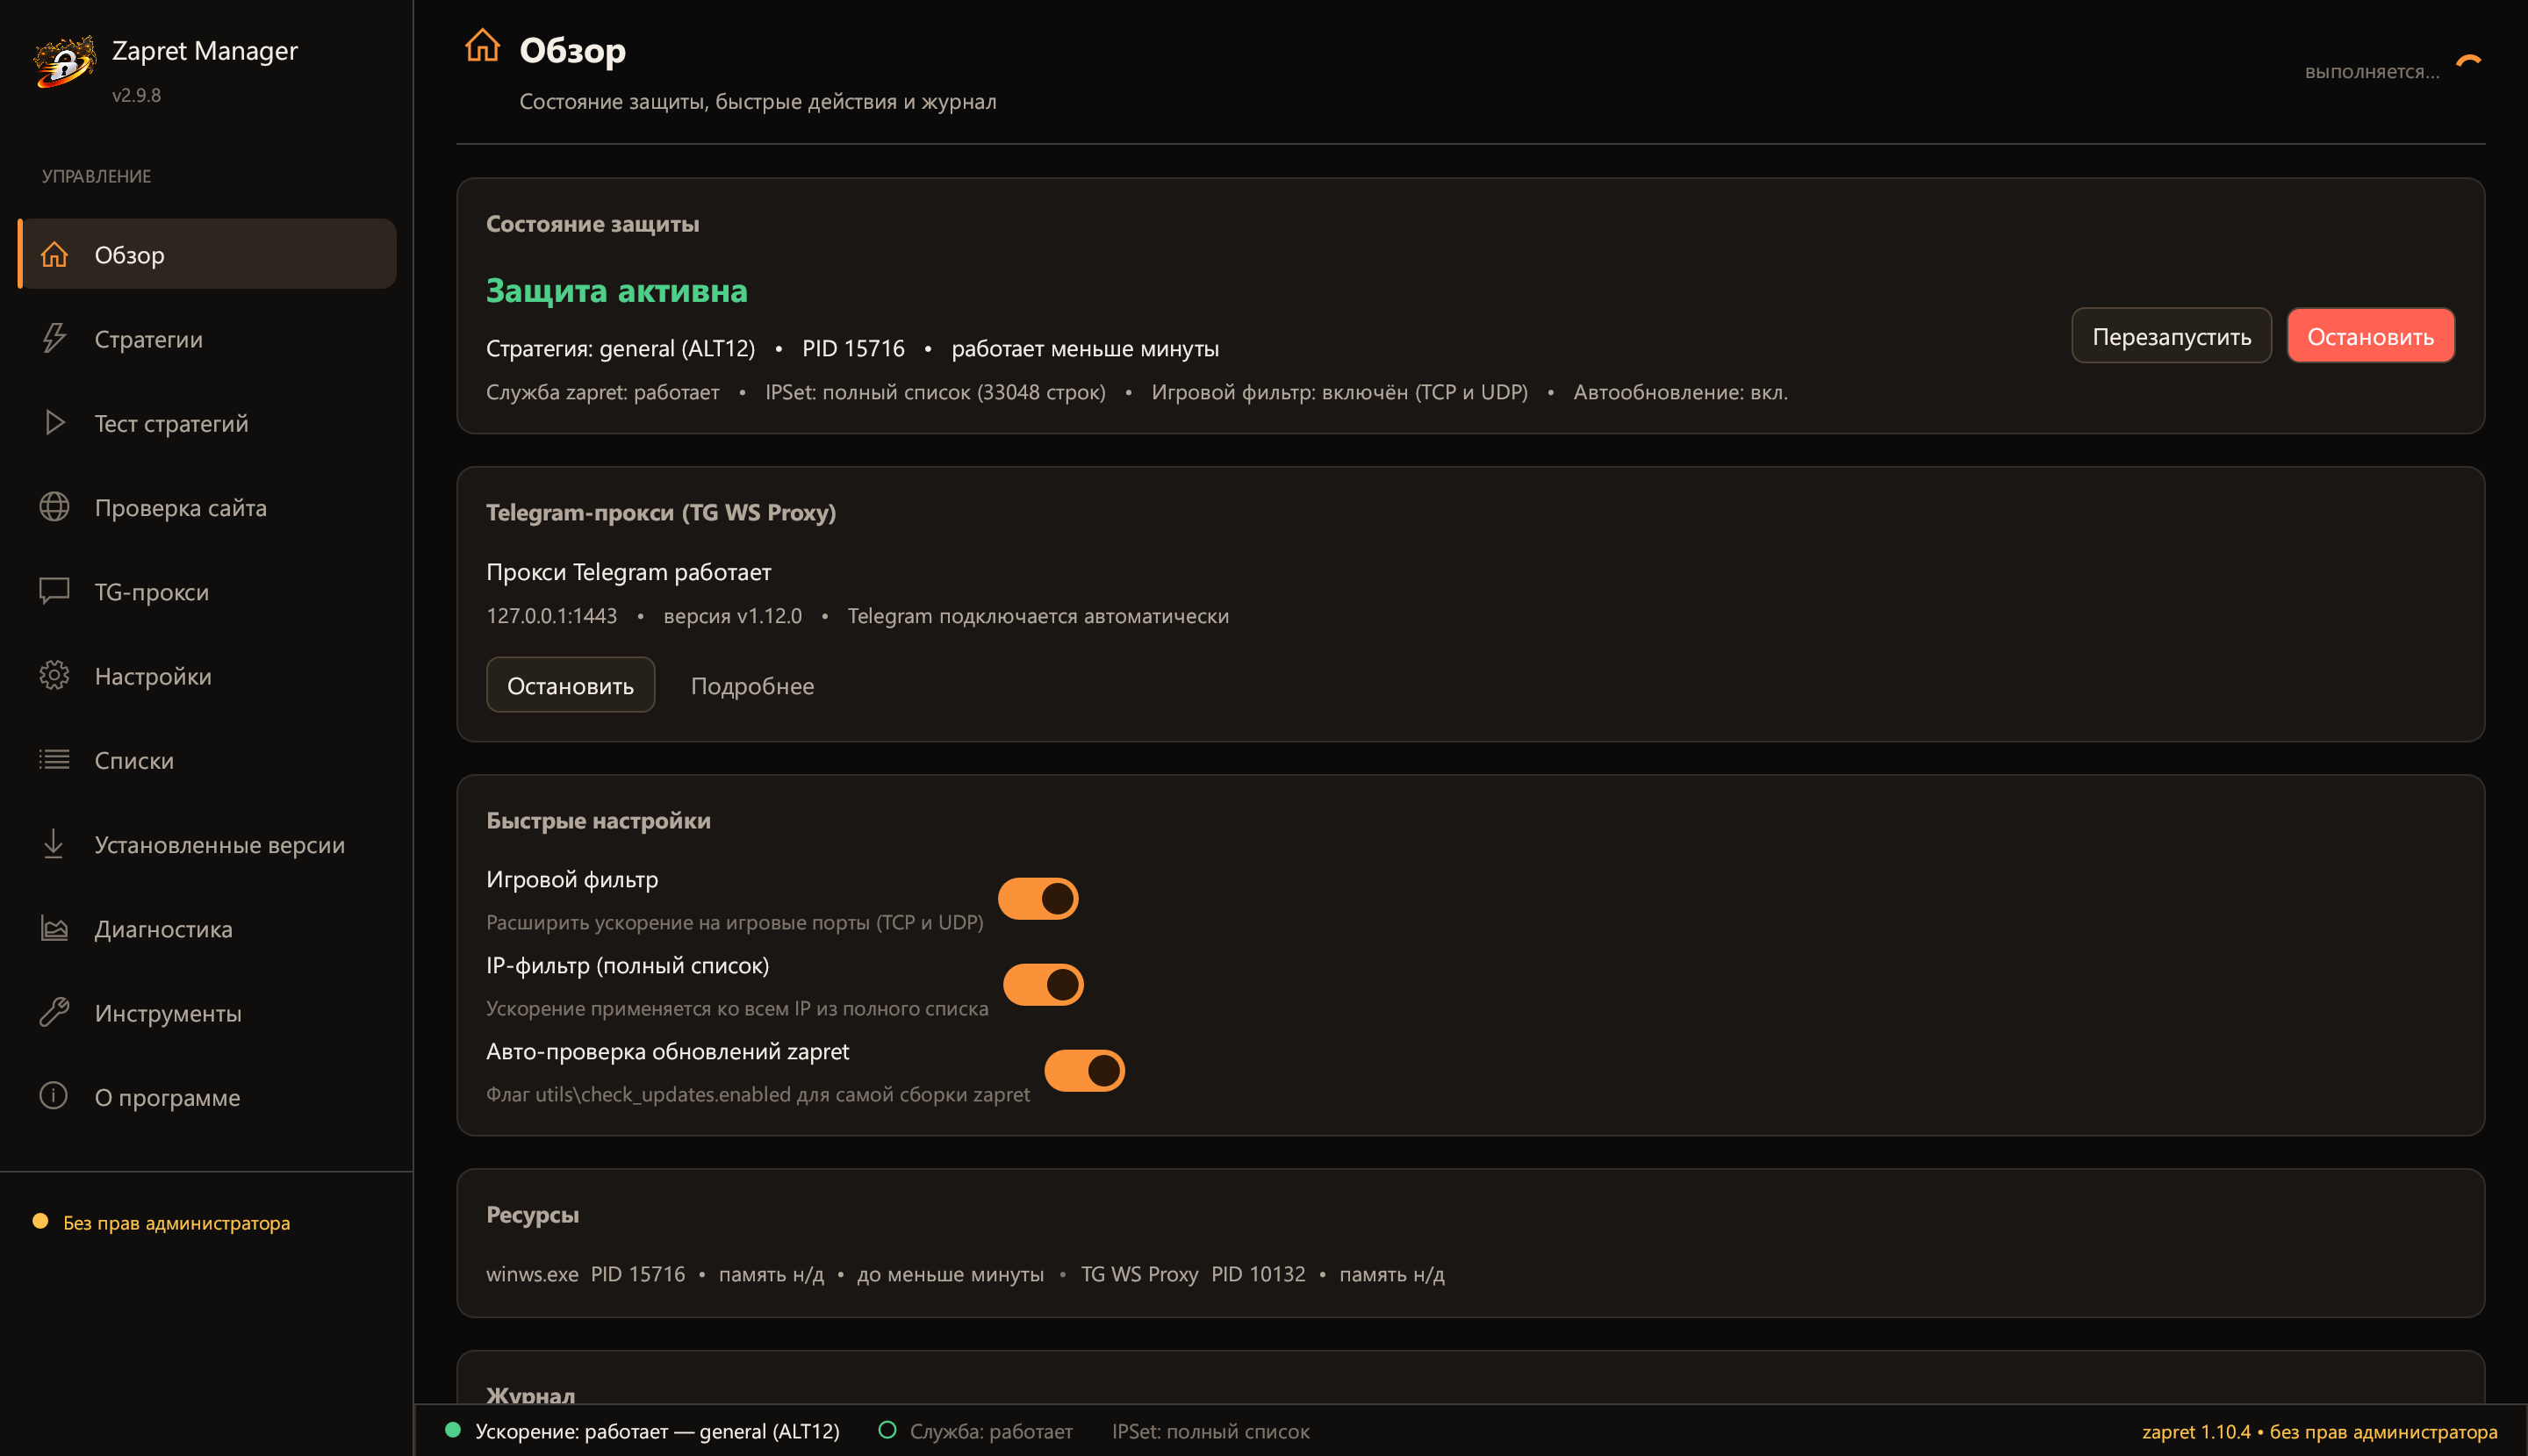 Zapret Manager
v2.9.8
УПРАВЛЕНИЕ
Обзор
Стратегии
Тест стратегий
Проверка сайта
TG-прокси
Настройки
Списки
Установленные версии
Диагностика
Инструменты
О программе
Без прав администратора
Обзор
Состояние защиты, быстрые действия и журнал
выполняется...
Состояние защиты
Защита активна
Стратегия: general (ALT12) • PID 15716 • работает меньше минуты
Служба zapret: работает • IPSet: полный список (33048 строк) • Игровой фильтр: включён (TCP и UDP) • Автообновление: вкл.
Перезапустить
Остановить
Telegram-прокси (TG WS Proxy)
Прокси Telegram работает
127.0.0.1:1443 • версия v1.12.0 • Telegram подключается автоматически
Остановить
Подробнее
Быстрые настройки
Игровой фильтр
Расширить ускорение на игровые порты (TCP и UDP)
IP-фильтр (полный список)
Ускорение применяется ко всем IP из полного списка
Авто-проверка обновлений zapret
Флаг utils\check_updates.enabled для самой сборки zapret
Ресурсы
winws.exe PID 15716 • память н/д • до меньше минуты • TG WS Proxy PID 10132 • память н/д
Журнал
Ускорение: работает — general (ALT12)
Служба: работает
IPSet: полный список
zapret 1.10.4 • без прав администратора